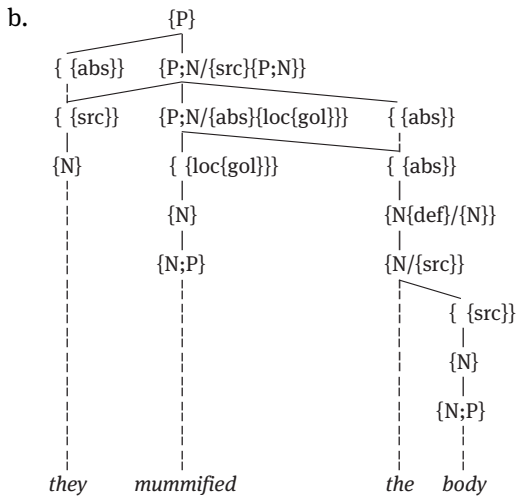 b.
{P}
{ {abs}} {P;N/{src}{P;N}}
{ {src}} {P;N/{abs}{loc{gol}}} { {abs}}
{N} { {loc{gol}}} { {abs}}
{N} {N{def}/{N}}
{N;P} {N/{src}}
{ {src}}
{N}
{N;P}
they mummified the body